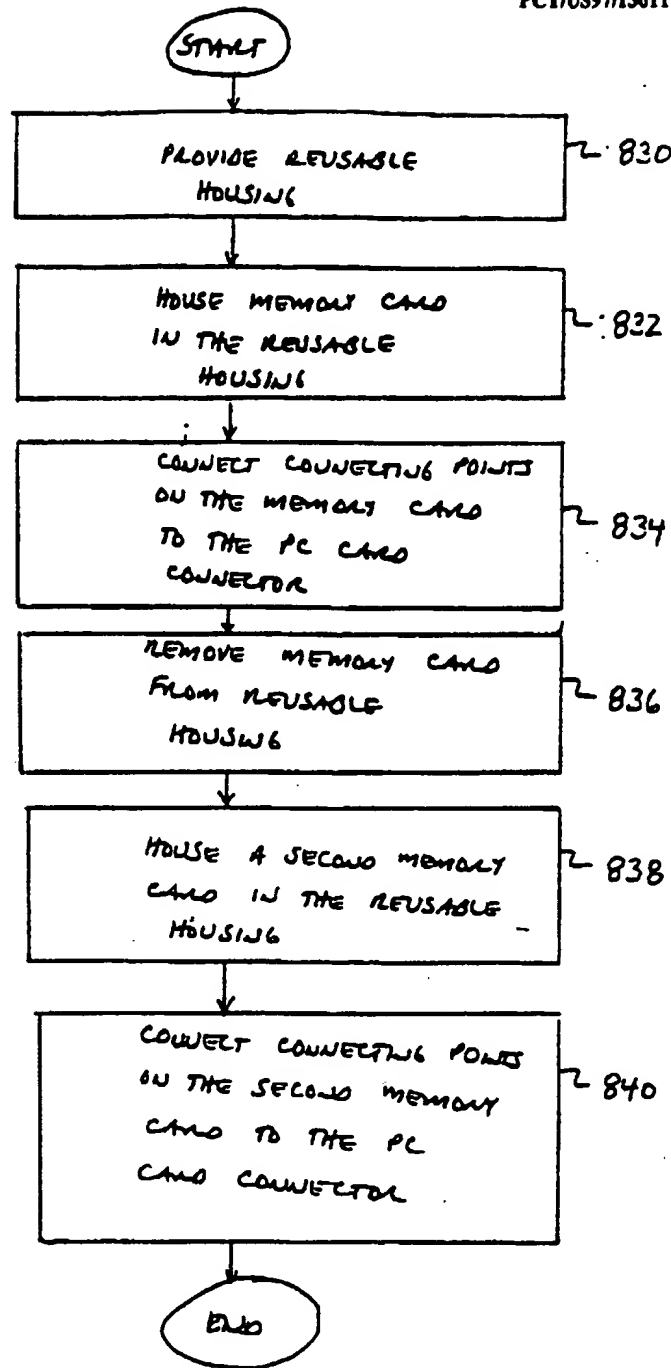 START
PROVIDE REUSABLE
HOUSING
830
HOUSE MEMORY CARD
IN THE REUSABLE
HOUSING
832
CONNECT CONNECTING POINTS
ON THE MEMORY CARD
TO THE PC CARD
CONNECTOR
834
REMOVE MEMORY CARD
FROM REUSABLE
HOUSING
836
HOUSE A SECOND MEMORY
CARD IN THE REUSABLE
HOUSING
838
CONNECT CONNECTING POINTS
ON THE SECOND MEMORY
CARD TO THE PC
CARD CONNECTOR
840
END